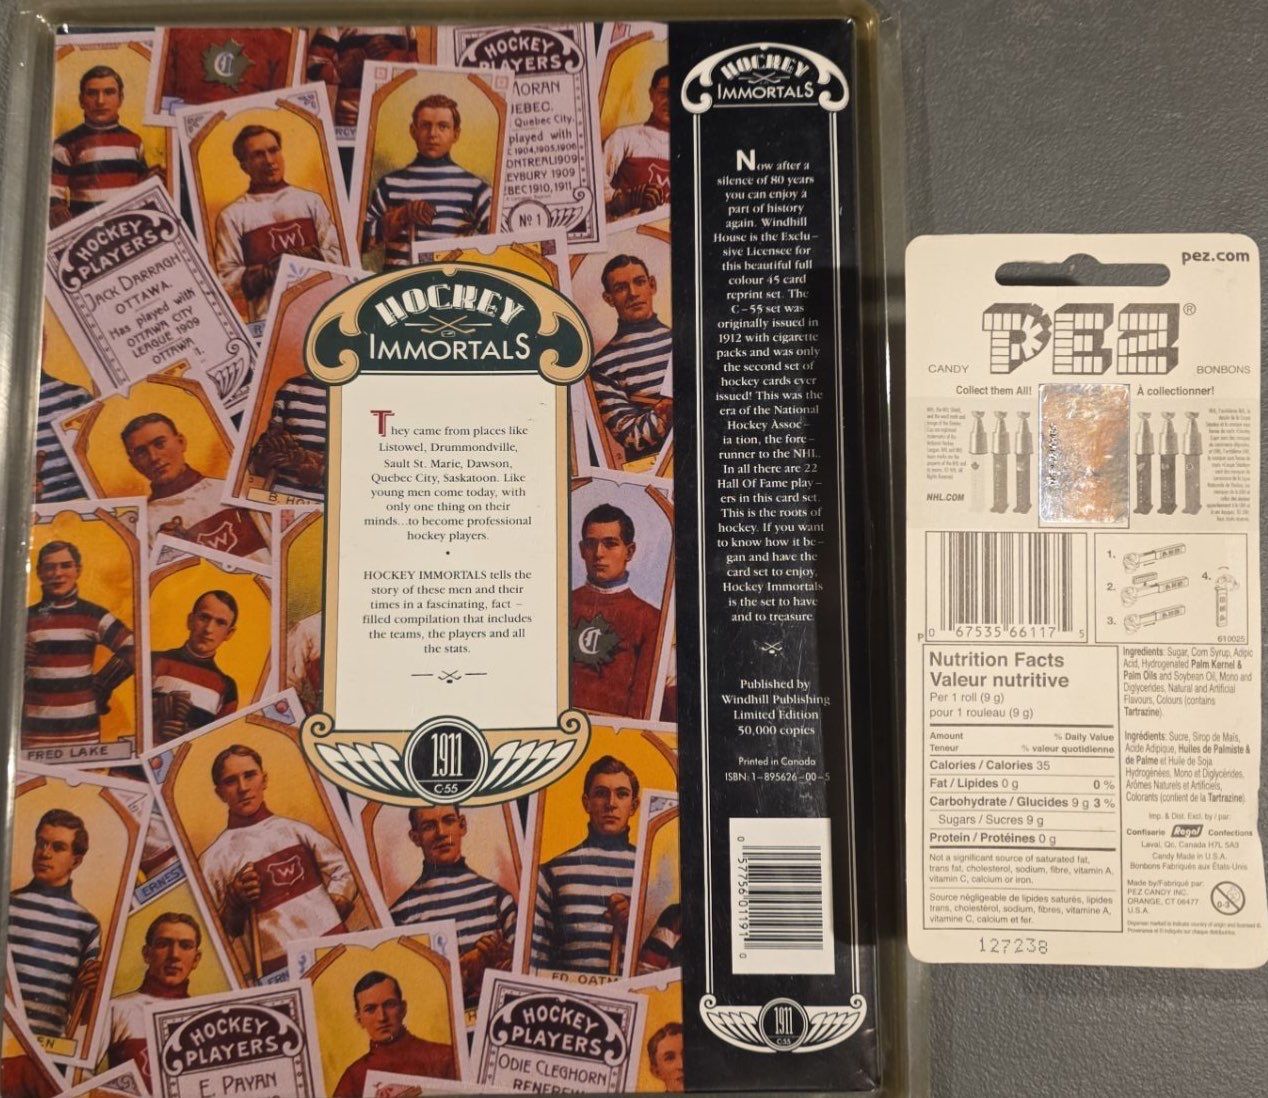 HOCKEY
PLAYERS
MORAN
QUEBEC.
Quebec City.
played with
1904,1905,1906
MONTREAL 1909
HAILEYBURY 1909
QUEBEC 1910, 1911.
Nº 1
HOCKEY
PLAYERS
JACK DARRAGH
OTTAWA.
Has played with
OTTAWA CITY
LEAGUE 1909
OTTAWA 1.
C
W
W
W
C
W
FRED LAKE
ERNEST
HOCKEY
PLAYERS
E. PAYAN
HOCKEY
PLAYERS
ODIE CLEGHORN
RENFREW
HOCKEY
IMMORTALS
They came from places like
Listowel, Drummondville,
Sault St. Marie, Dawson,
Quebec City, Saskatoon. Like
young men come today, with
only one thing on their
minds...to become professional
hockey players.
HOCKEY IMMORTALS tells the
story of these men and their
times in a fascinating, fact –
filled compilation that includes
the teams, the players and all
the stats.
1911
C-55
HOCKEY
IMMORTALS
Now after a
silence of 80 years
you can enjoy a
part of history
again. Windhill
House is the Exclu–
sive Licensee for
this beautiful full
colour 45 card
reprint set. The
C–55 set was
originally issued in
1912 with cigarette
packs and was only
the second set of
hockey cards ever
issued! This was the
era of the National
Hockey Assoc–
ia tion, the fore–
runner to the NHL.
In all there are 22
Hall Of Fame play–
ers in this card set.
This is the roots of
hockey. If you want
to know how it be–
gan and have the
card set to enjoy,
Hockey Immortals
is the set to have
and to treasure.
Published by
Windhill Publishing
Limited Edition
50,000 copies
Printed in Canada
ISBN: 1–895626–00–5
0 57756 01191 0
1911
C-55
pez.com
PEZ®
CANDY
BONBONS
Collect them All!
À collectionner!
NHL.COM
P
0 67535 66117 5
1.
2.
3.
4.
610025
Nutrition Facts
Valeur nutritive
Per 1 roll (9 g)
pour 1 rouleau (9 g)
Amount % Daily Value
Teneur % valeur quotidienne
Calories / Calories 35
Fat / Lipides 0 g 0 %
Carbohydrate / Glucides 9 g 3 %
Sugars / Sucres 9 g
Protein / Protéines 0 g
Not a significant source of saturated fat,
trans fat, cholesterol, sodium, fibre, vitamin A,
vitamin C, calcium or iron.
Source négligeable de lipides saturés, lipides
trans, cholestérol, sodium, fibres, vitamine A,
vitamine C, calcium et fer.
127238
Ingredients: Sugar, Corn Syrup, Adipic
Acid, Hydrogenated Palm Kernel &
Palm Oils and Soybean Oil, Mono and
Diglycerides, Natural and Artificial
Flavours, Colours (contains
Tartrazine).
Ingrédients: Sucre, Sirop de Maïs,
Acide Adipique, Huiles de Palmiste &
de Palme et Huile de Soja
Hydrogénées, Mono et Diglycérides,
Arômes Naturels et Artificiels,
Colorants (contient de la Tartrazine).
Imp. & Dist. Excl. by / par:
Confiserie Regal Confections
Laval, Qc, Canada H7L 5A3
Candy Made in U.S.A.
Bonbons Fabriqués aux États-Unis
Made by/Fabriqué par:
PEZ CANDY INC.
ORANGE, CT 06477
U.S.A.
0-3